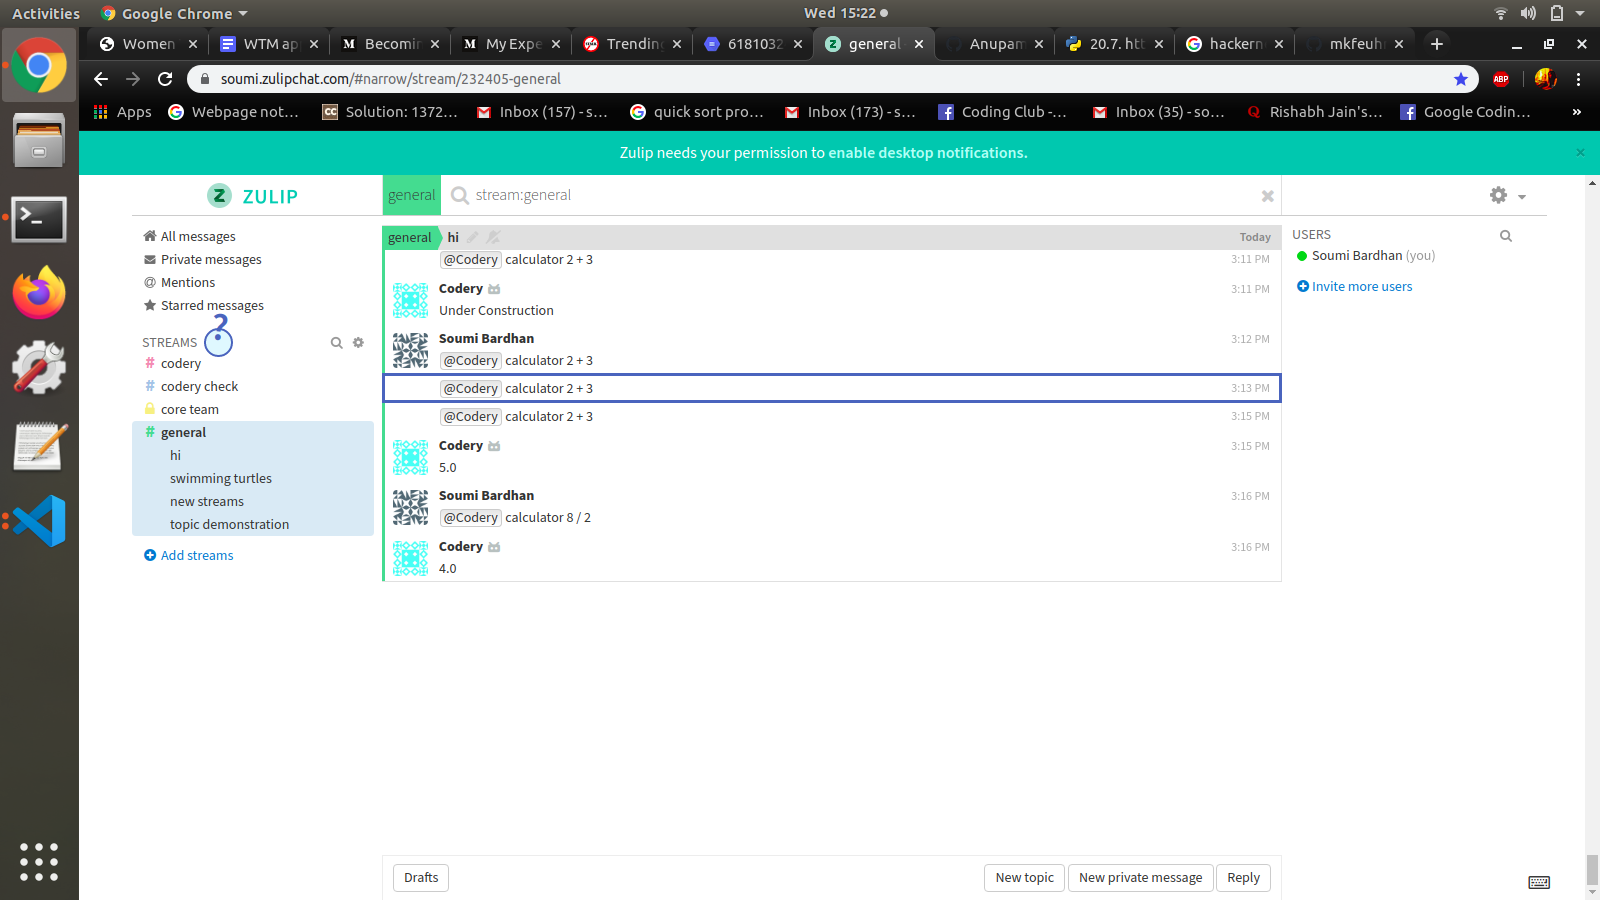 Activities Google Chrome Wed 15:22
Women WTM ap Becomin My Expe Trending 6181032 general Anupam 20.7. htt hackern mkfeuh
soumi.zulipchat.com/#narrow/stream/232405-general ABP
Apps Webpage not... CC Solution: 1372... Inbox (157) – s... quick sort pro... Inbox (173) – s... Coding Club –... Inbox (35) – so... Rishabh Jain's... Google Codin... »
Zulip needs your permission to enable desktop notifications.
ZULIP general stream:general
general hi Today
@Codery calculator 2 + 3 3:11 PM
Codery 3:11 PM
Under Construction
Soumi Bardhan 3:12 PM
@Codery calculator 2 + 3
@Codery calculator 2 + 3 3:13 PM
@Codery calculator 2 + 3 3:15 PM
Codery 3:15 PM
5.0
Soumi Bardhan 3:16 PM
@Codery calculator 8 / 2
Codery 3:16 PM
4.0
All messages
Private messages
@ Mentions
Starred messages
?
STREAMS
# codery
# codery check
core team
# general
hi
swimming turtles
new streams
topic demonstration
Add streams
USERS
Soumi Bardhan (you)
Invite more users
Drafts New topic New private message Reply